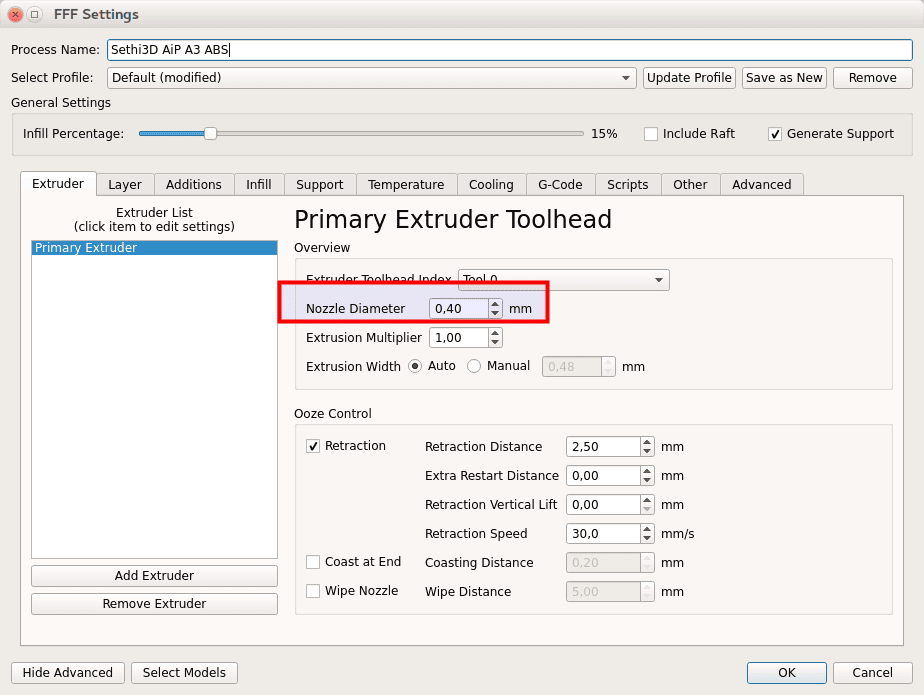 FFF Settings
Process Name: Sethi3D AiP A3 ABS
Select Profile: Default (modified) Update Profile Save as New Remove
General Settings
Infill Percentage: 15% Include Raft Generate Support
Extruder Layer Additions Infill Support Temperature Cooling G-Code Scripts Other Advanced
Extruder List
(click item to edit settings)
Primary Extruder
Add Extruder
Remove Extruder
Primary Extruder Toolhead
Overview
Extruder Toolhead Index Tool 0
Nozzle Diameter 0,40 mm
Extrusion Multiplier 1,00
Extrusion Width Auto Manual 0,48 mm
Ooze Control
Retraction Retraction Distance 2,50 mm
Extra Restart Distance 0,00 mm
Retraction Vertical Lift 0,00 mm
Retraction Speed 30,0 mm/s
Coast at End Coasting Distance 0,20 mm
Wipe Nozzle Wipe Distance 5,00 mm
Hide Advanced Select Models OK Cancel